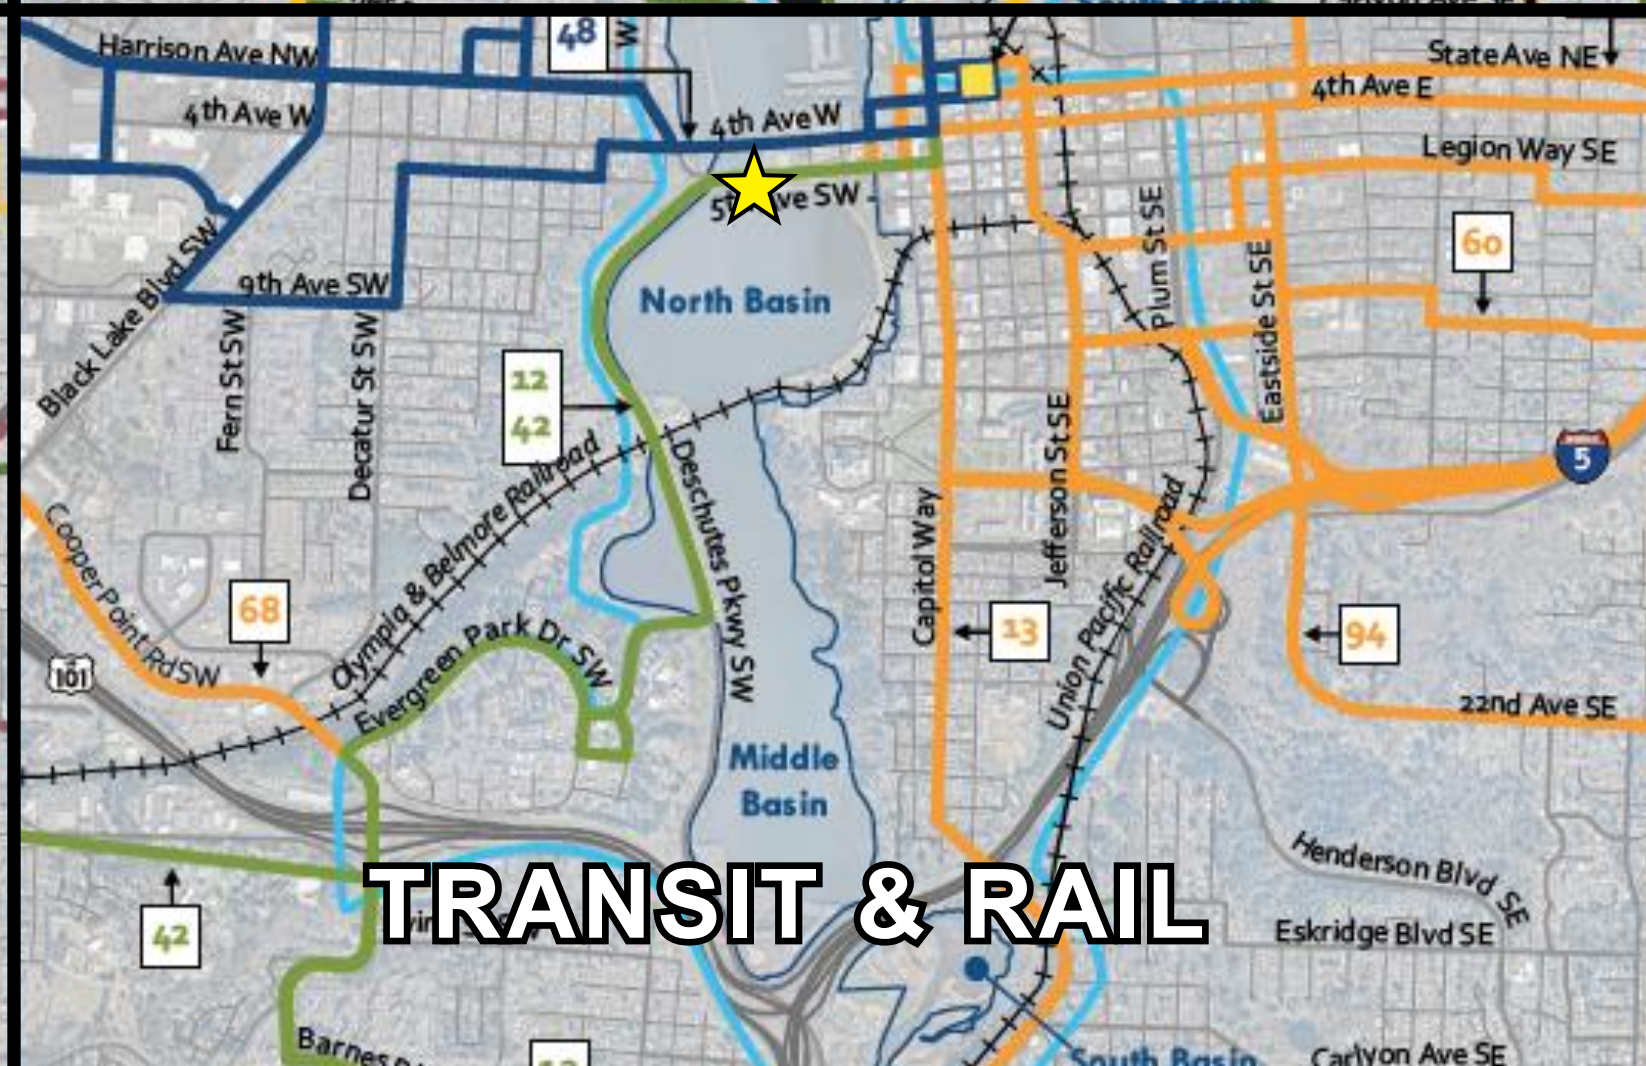 Harrison Ave NW
48
W
State Ave NE
4th Ave W
4th Ave W
4th Ave E
Legion Way SE
5th Ave SW
Plum St SE
60
Black Lake Blvd SW
9th Ave SW
North Basin
Eastside St SE
Fern St SW
Decatur St SW
12
42
Olympia & Belmore Railroad
Deschutes Pkwy SW
Capitol Way
Jefferson St SE
Union Pacific Railroad
5
Cooper Point Rd SW
68
Evergreen Park Dr SW
13
94
101
22nd Ave SE
Middle
Basin
TRANSIT & RAIL
Henderson Blvd SE
42
Eskridge Blvd SE
Barnes
South Basin
Carlyon Ave SE